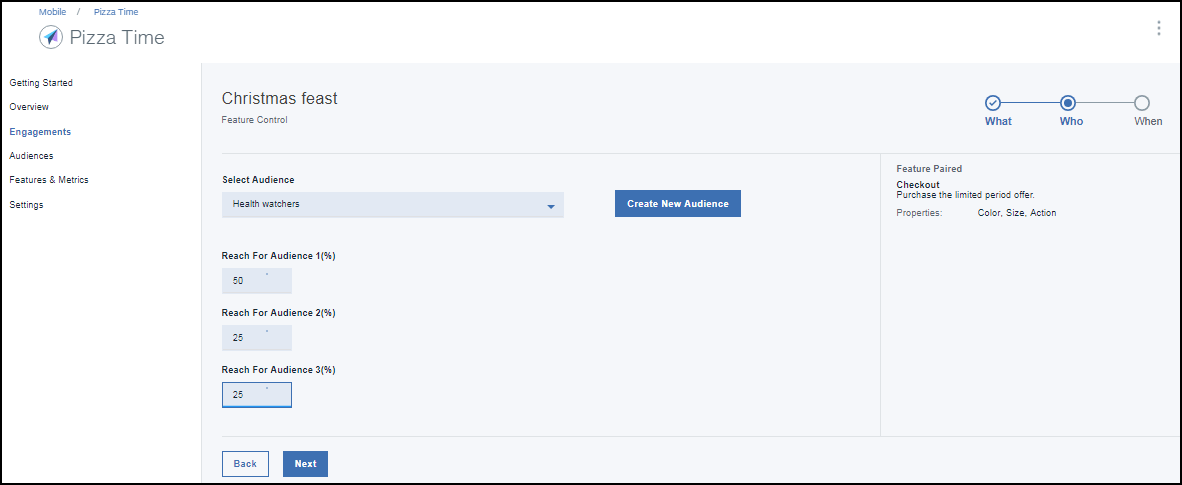 Mobile / Pizza Time
Pizza Time
Getting Started
Overview
Engagements
Audiences
Features & Metrics
Settings
Christmas feast
Feature Control
What Who When
Select Audience
Health watchers
Create New Audience
Reach For Audience 1(%)
50
Reach For Audience 2(%)
25
Reach For Audience 3(%)
25
Back Next
Feature Paired
Checkout
Purchase the limited period offer.
Properties: Color, Size, Action